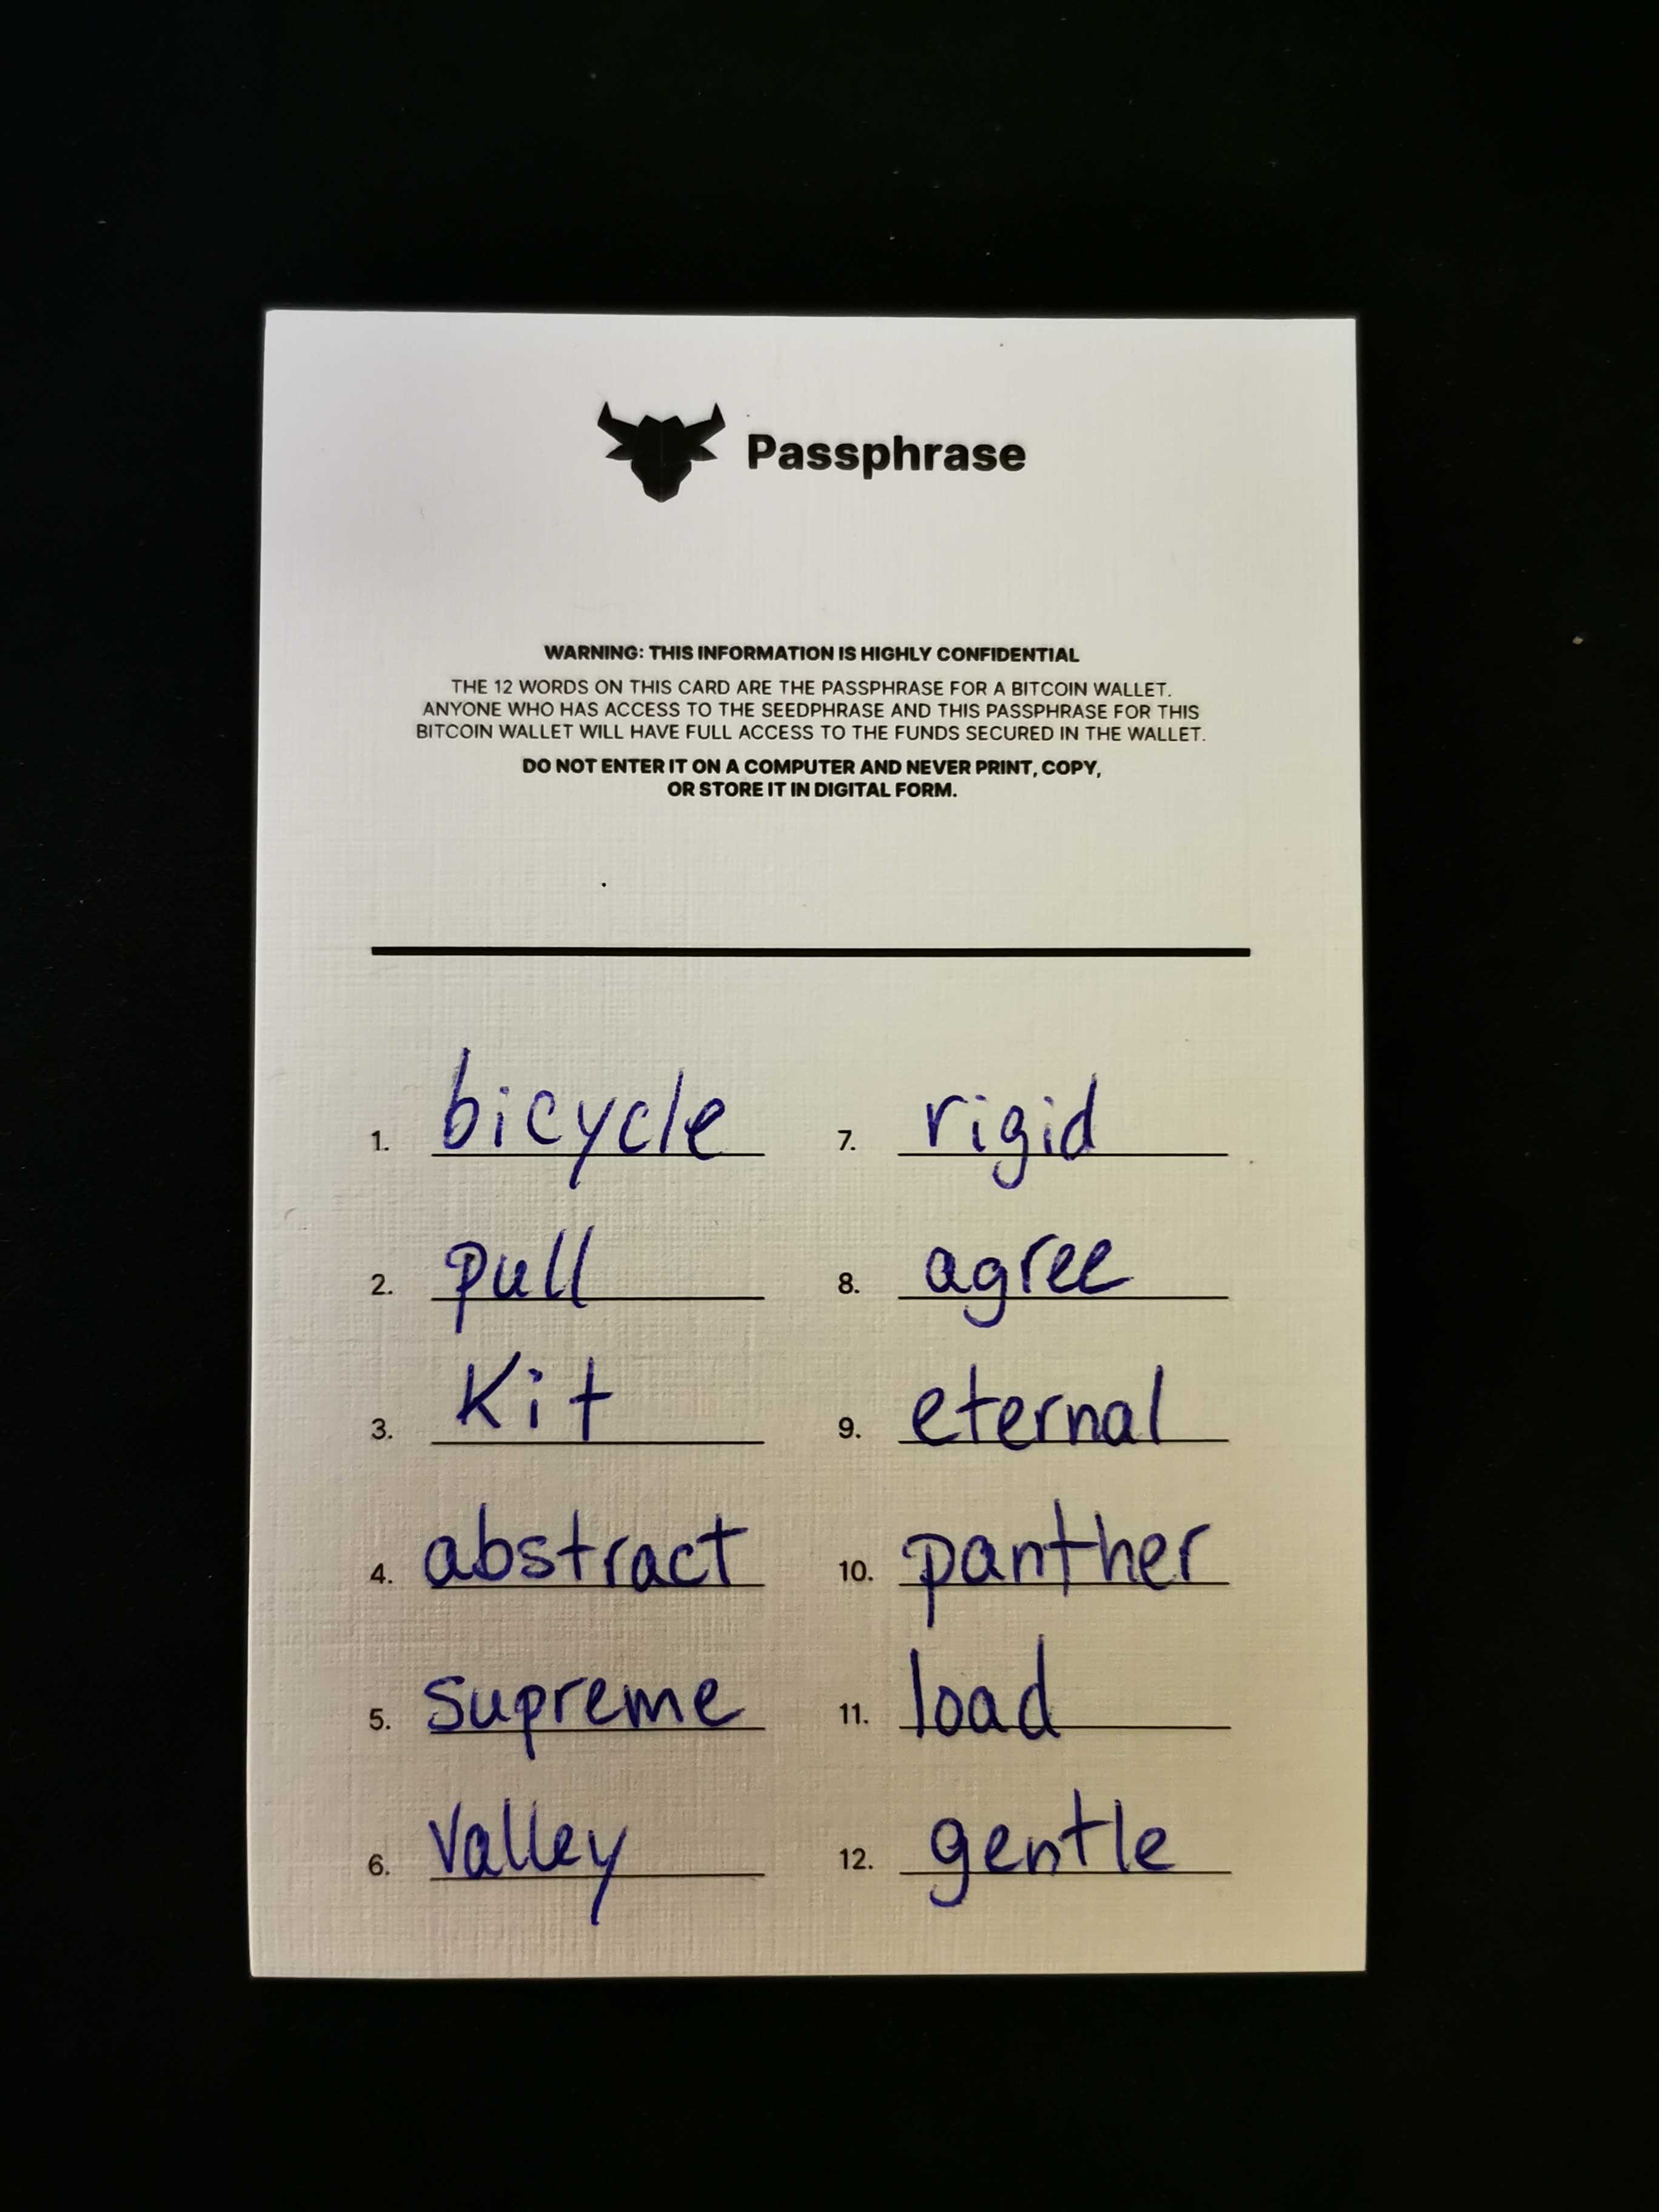 Passphrase
WARNING: THIS INFORMATION IS HIGHLY CONFIDENTIAL
THE 12 WORDS ON THIS CARD ARE THE PASSPHRASE FOR A BITCOIN WALLET.
ANYONE WHO HAS ACCESS TO THE SEEDPHRASE AND THIS PASSPHRASE FOR THIS
BITCOIN WALLET WILL HAVE FULL ACCESS TO THE FUNDS SECURED IN THE WALLET.
DO NOT ENTER IT ON A COMPUTER AND NEVER PRINT, COPY,
OR STORE IT IN DIGITAL FORM.
1. bicycle
2. pull
3. Kit
4. abstract
5. supreme
6. valley
7. rigid
8. agree
9. eternal
10. panther
11. load
12. gentle